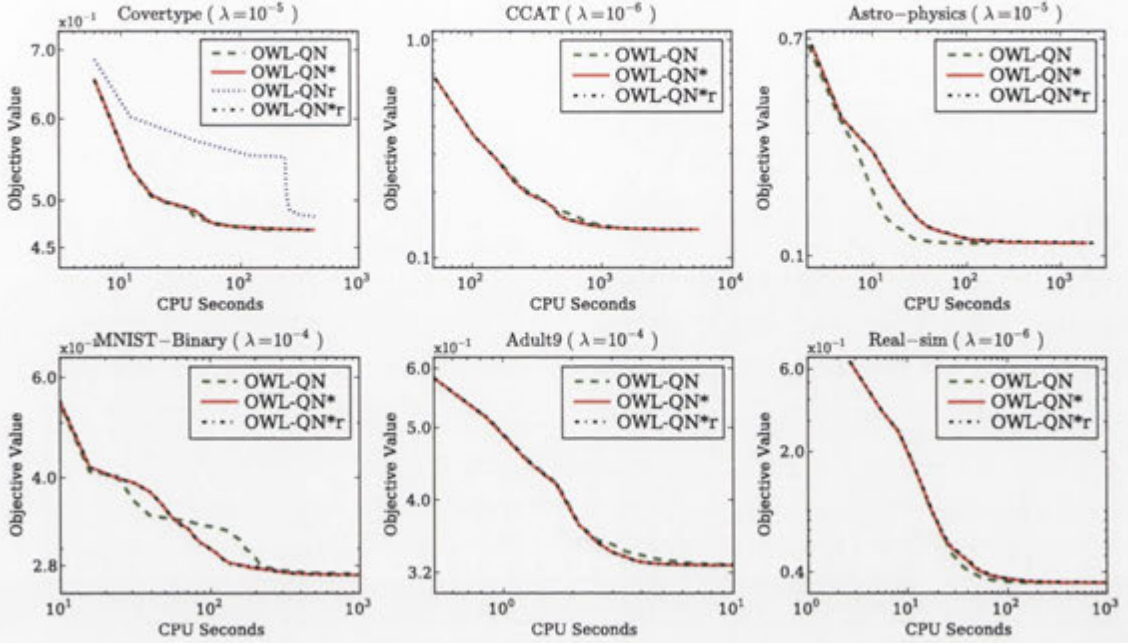 Covertype ( λ=10⁻⁵ )
x10⁻¹
7.0
6.0
5.0
4.5
Objective Value
OWL-QN
OWL-QN*
OWL-QNr
OWL-QN*r
10¹
10²
10³
CPU Seconds
CCAT ( λ=10⁻⁶ )
1.0
0.1
Objective Value
OWL-QN
OWL-QN*
OWL-QN*r
10²
10³
10⁴
CPU Seconds
Astro-physics ( λ=10⁻⁵ )
0.7
0.1
Objective Value
OWL-QN
OWL-QN*
OWL-QN*r
10¹
10²
10³
CPU Seconds
MNIST-Binary ( λ=10⁻⁴ )
6.0
4.0
2.8
Objective Value
OWL-QN
OWL-QN*
OWL-QN*r
10¹
10²
10³
CPU Seconds
Adult9 ( λ=10⁻⁴ )
x10⁻¹
6.0
5.0
4.0
3.2
Objective Value
OWL-QN
OWL-QN*
OWL-QN*r
10⁰
10¹
CPU Seconds
Real-sim ( λ=10⁻⁶ )
x10⁻¹
6.0
2.0
0.4
Objective Value
OWL-QN
OWL-QN*
OWL-QN*r
10⁰
10¹
10²
10³
CPU Seconds